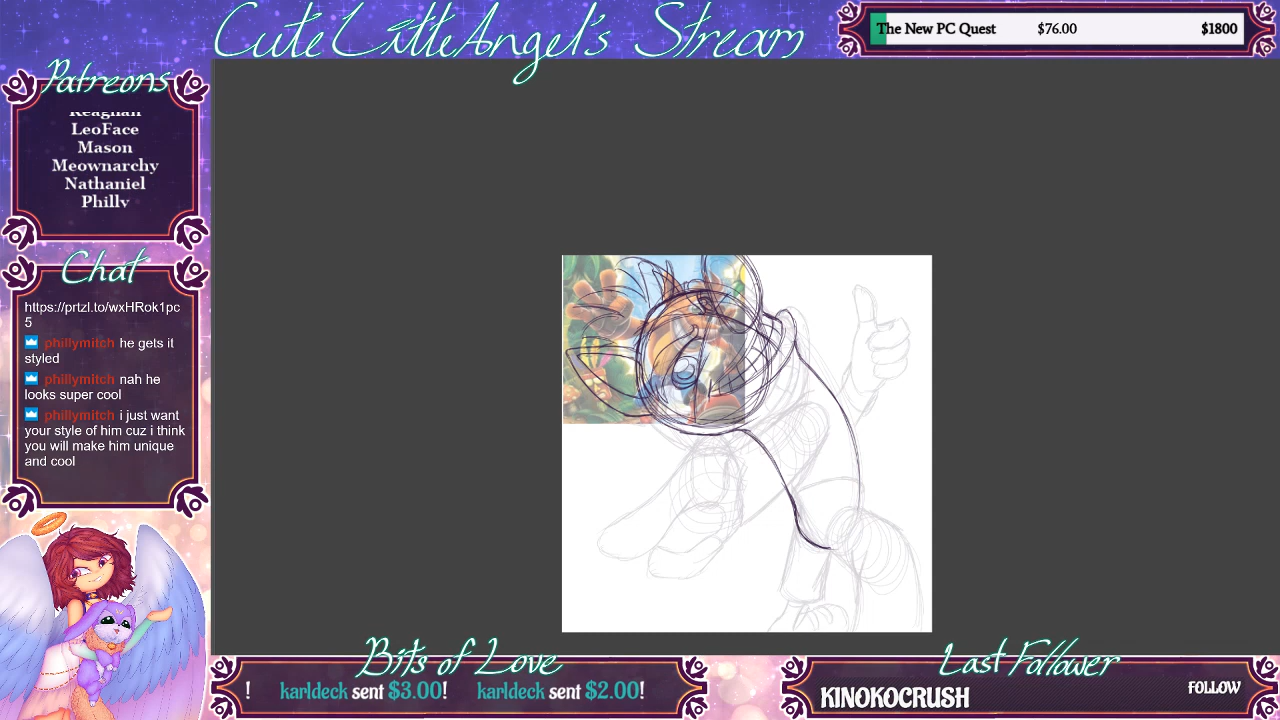 CuteLittleAngel's Stream
The New PC Quest $76.00 $1800
Patreons
Keaghan
LeoFace
Mason
Meownarchy
Nathaniel
Philly
Chat
https://prtzl.to/wxHRok1pc
5
phillymitch he gets it
styled
phillymitch nah he
looks super cool
phillymitch i just want
your style of him cuz i think
you will make him unique
and cool
Bits of Love
! karldeck sent $3.00! karldeck sent $2.00!
Last Follower
KINOKOCRUSH FOLLOW